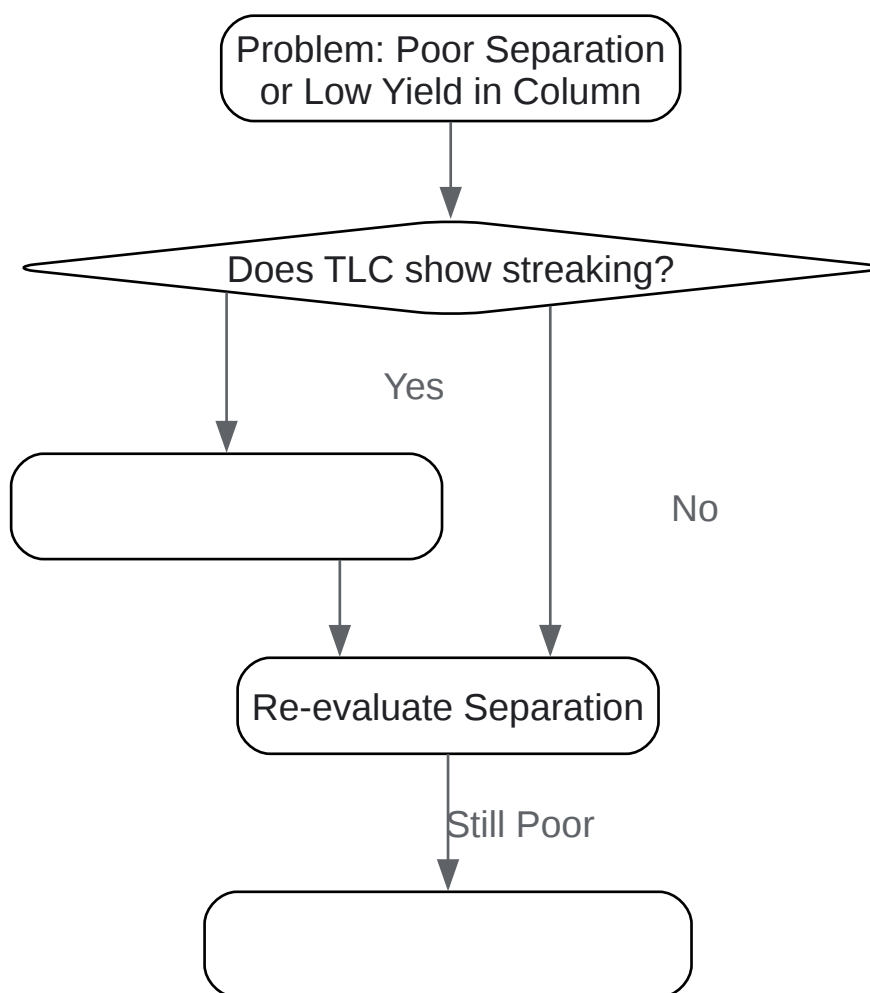 Problem: Poor Separation
or Low Yield in Column
Does TLC show streaking?
Yes
No
Re-evaluate Separation
Still Poor